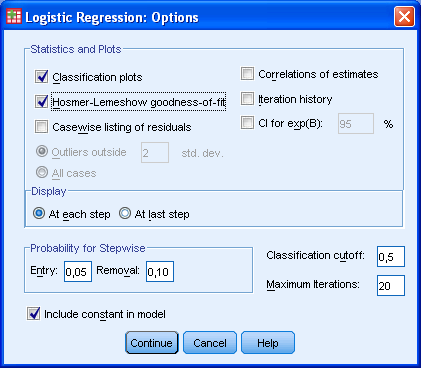 Logistic Regression: Options
Statistics and Plots
Classification plots
Correlations of estimates
Hosmer-Lemeshow goodness-of-fit
Iteration history
Casewise listing of residuals
CI for exp(B): 95 %
Outliers outside 2 std. dev.
All cases
Display
At each step At last step
Probability for Stepwise
Entry: 0,05 Removal: 0,10
Classification cutoff: 0,5
Maximum Iterations: 20
Include constant in model
Continue Cancel Help